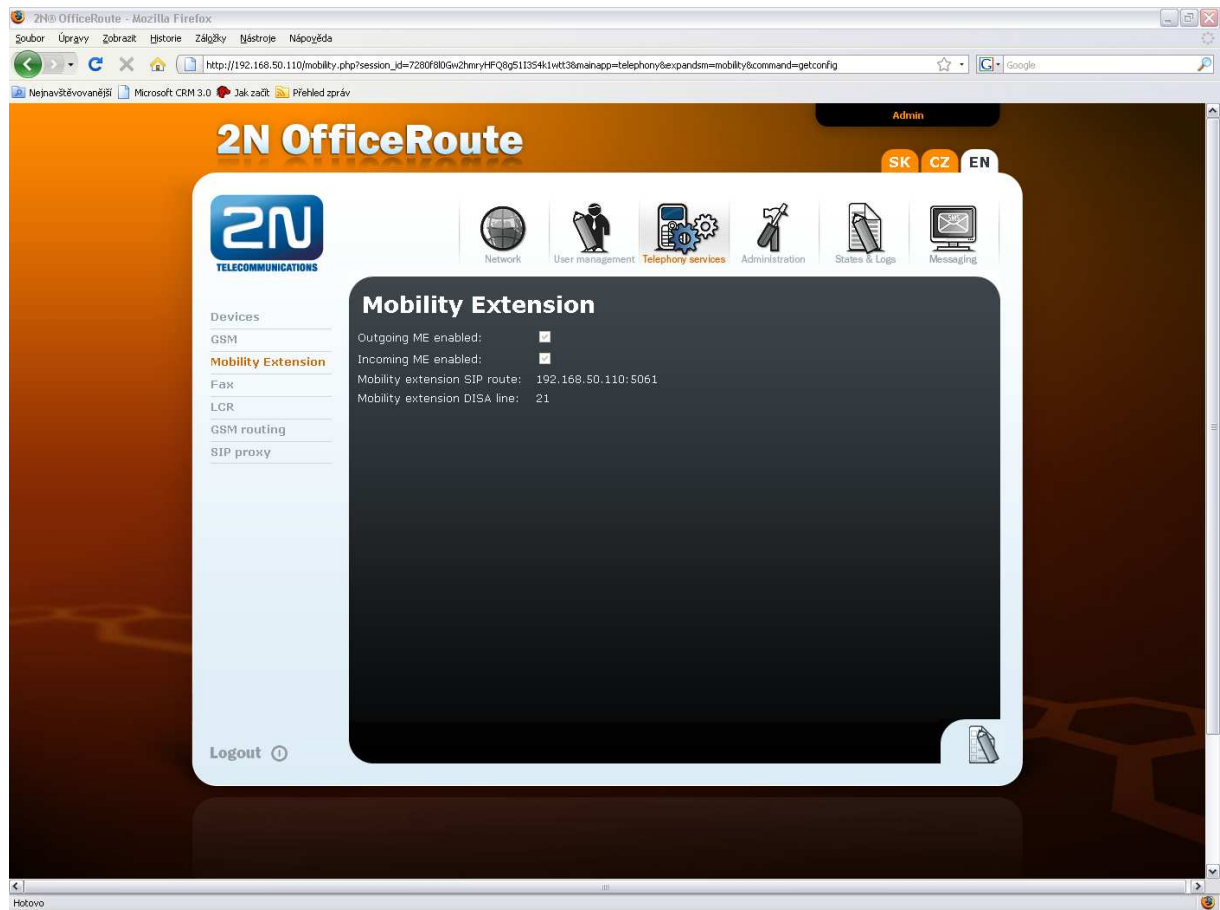 2N® OfficeRoute - Mozilla Firefox
Soubor Úpravy Zobrazit Historie Záložky Nástroje Nápověda
http://192.168.50.110/mobility.php?session_id=7280f8l0Gw2hmryHFQ8g51I354k1wtt3&mainapp=telephony&expandsm=mobility&command=getconfig
G Google
Nejnavštěvovanější Microsoft CRM 3.0 Jak začít Přehled zpráv
Admin
2N OfficeRoute
SK CZ EN
2N
TELECOMMUNICATIONS
SMS
Network User management Telephony services Administration States & Logs Messaging
Mobility Extension
Devices
GSM
Mobility Extension
Fax
LCR
GSM routing
SIP proxy
Outgoing ME enabled:
Incoming ME enabled:
Mobility extension SIP route: 192.168.50.110:5061
Mobility extension DISA line: 21
Logout
Hotovo